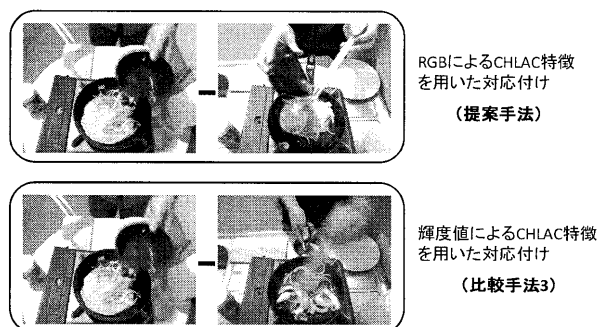 RGBによるCHLAC特徴
を用いた対応付け
(提案手法)
輝度値によるCHLAC特徴
を用いた対応付け
(比較手法3)